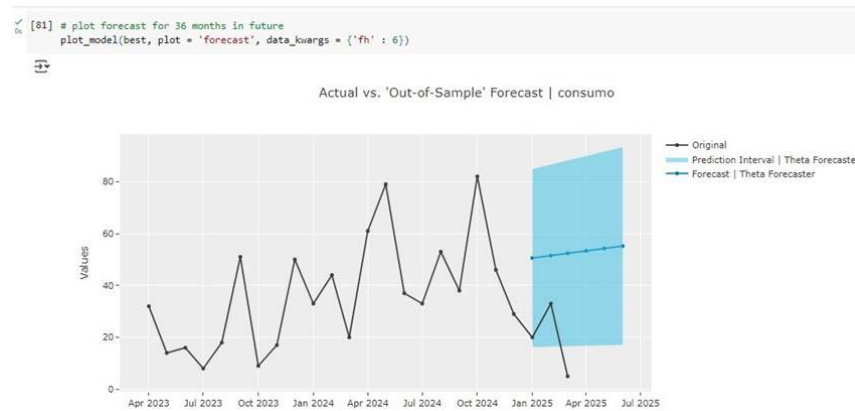 [81] # plot forecast for 36 months in future
0s plot_model(best, plot = 'forecast', data_kwargs = {'fh' : 6})
Actual vs. 'Out-of-Sample' Forecast | consumo
Original
Prediction Interval | Theta Forecaste
Forecast | Theta Forecaster
Values
80
60
40
20
0
Apr 2023 Jul 2023 Oct 2023 Jan 2024 Apr 2024 Jul 2024 Oct 2024 Jan 2025 Apr 2025 Jul 2025